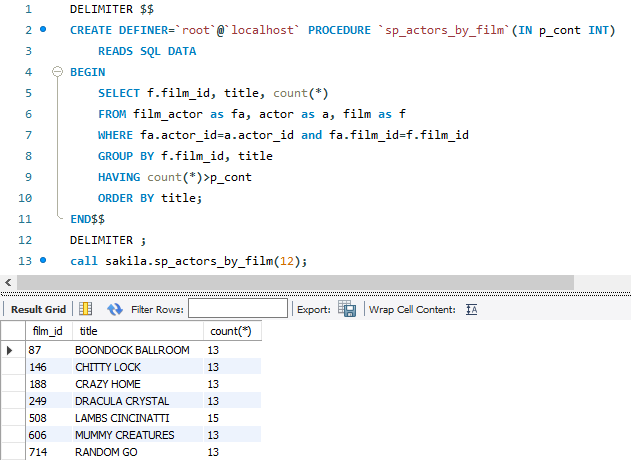 1 DELIMITER $$
2 CREATE DEFINER=`root`@`localhost` PROCEDURE `sp_actors_by_film`(IN p_cont INT)
3 READS SQL DATA
4 BEGIN
5 SELECT f.film_id, title, count(*)
6 FROM film_actor as fa, actor as a, film as f
7 WHERE fa.actor_id=a.actor_id and fa.film_id=f.film_id
8 GROUP BY f.film_id, title
9 HAVING count(*)>p_cont
10 ORDER BY title;
11 END$$
12 DELIMITER ;
13 call sakila.sp_actors_by_film(12);
Result Grid Filter Rows: Export: Wrap Cell Content: IA
film_id title count(*)
87 BOONDOCK BALLROOM 13
146 CHITTY LOCK 13
188 CRAZY HOME 13
249 DRACULA CRYSTAL 13
508 LAMBS CINCINATTI 15
606 MUMMY CREATURES 13
714 RANDOM GO 13